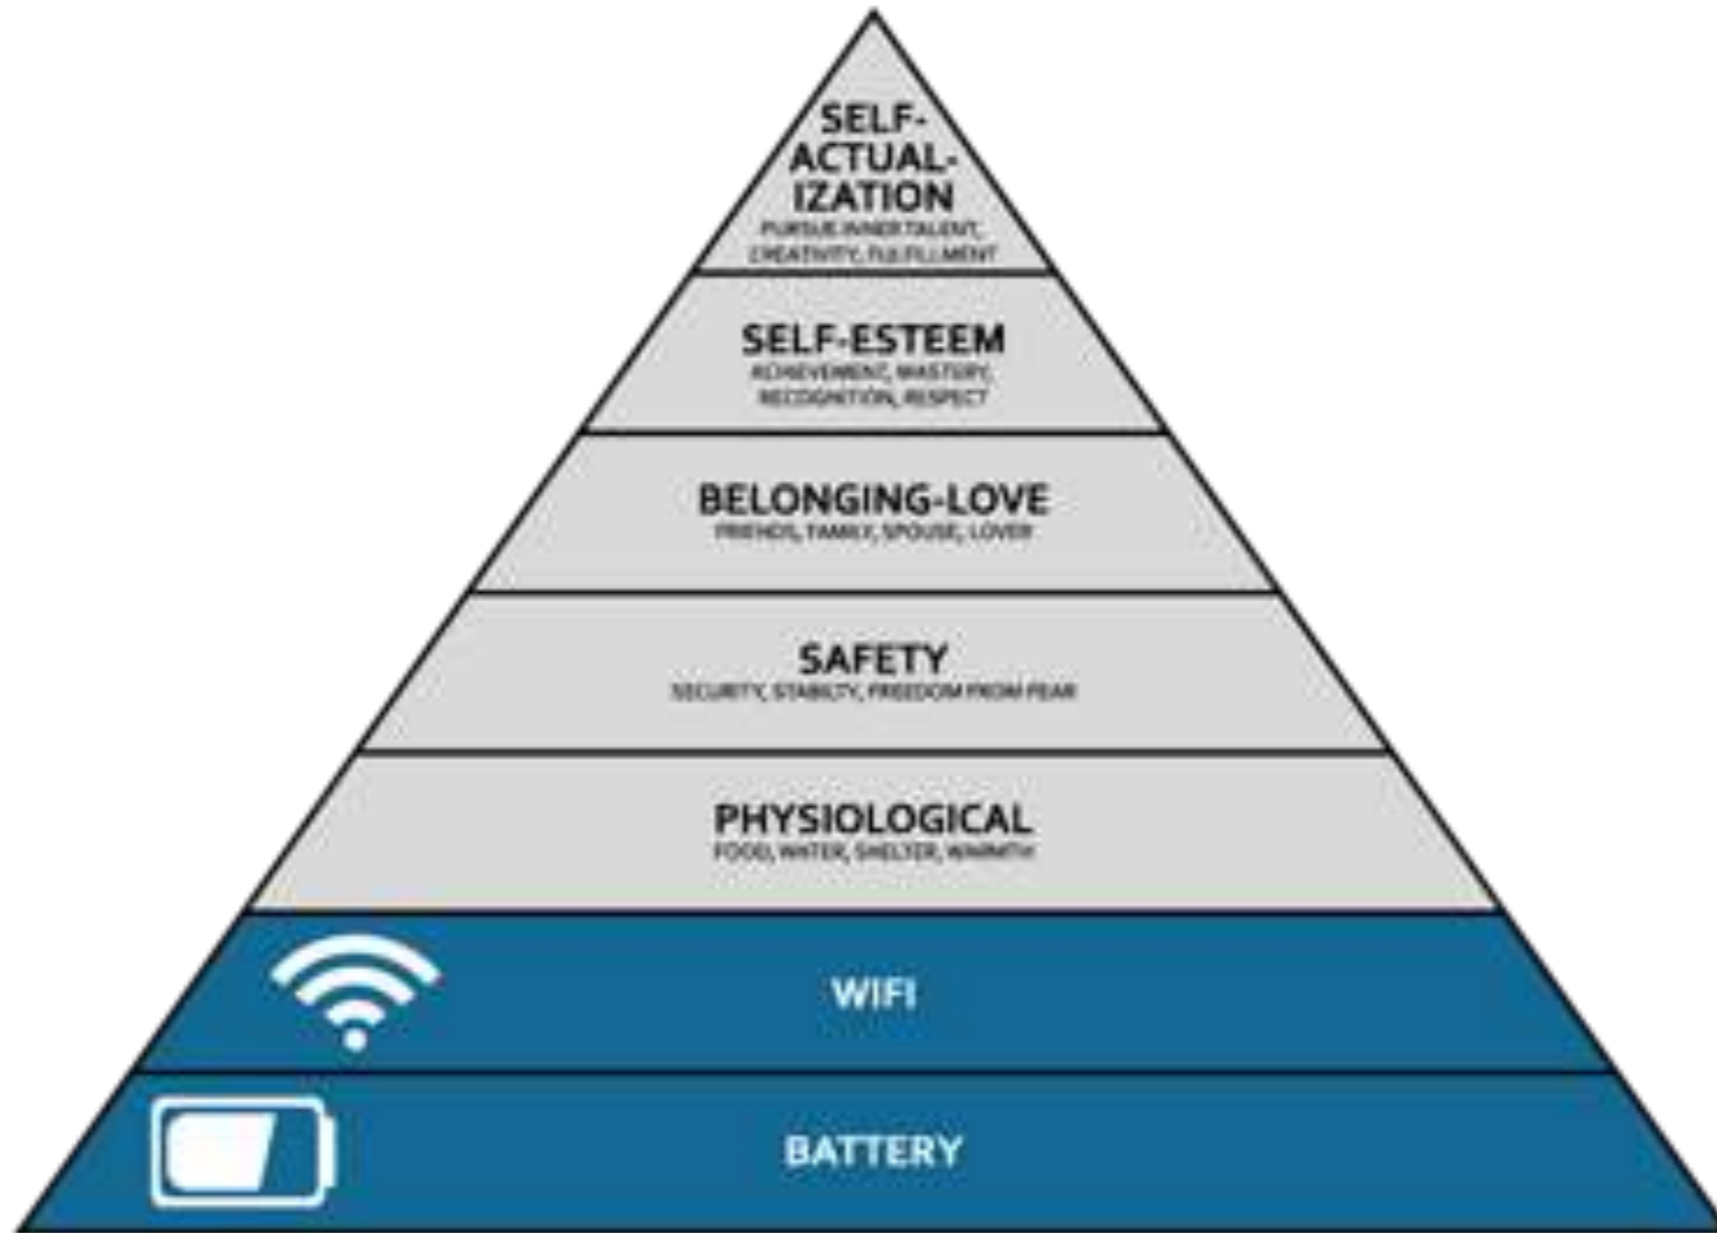 SELF-
ACTUAL-
IZATION
PURSUE INNER TALENT,
CREATIVITY, FULFILLMENT
SELF-ESTEEM
ACHIEVEMENT, MASTERY,
RECOGNITION, RESPECT
BELONGING-LOVE
FRIENDS, FAMILY, SPOUSE, LOVER
SAFETY
SECURITY, STABILTY, FREEDOM FROM FEAR
PHYSIOLOGICAL
FOOD, WATER, SHELTER, WARMTH
WIFI
BATTERY